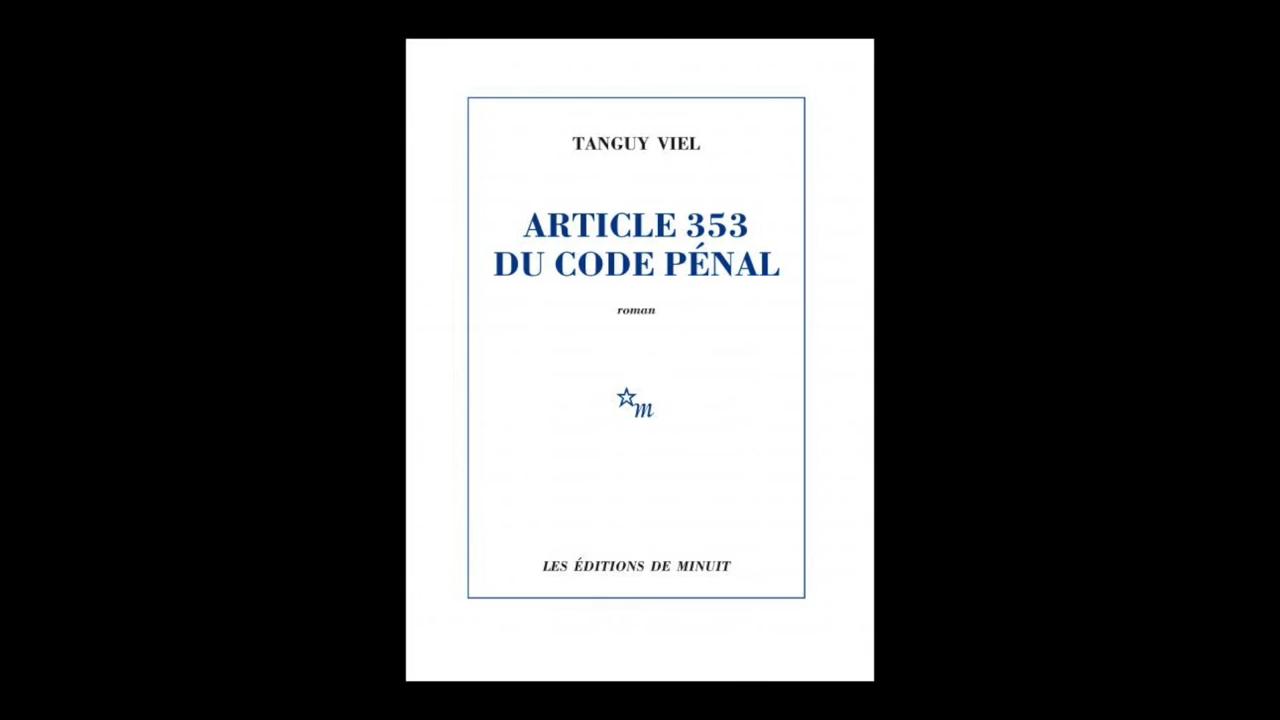 TANGUY VIEL
ARTICLE 353
DU CODE PÉNAL
roman
m
LES ÉDITIONS DE MINUIT